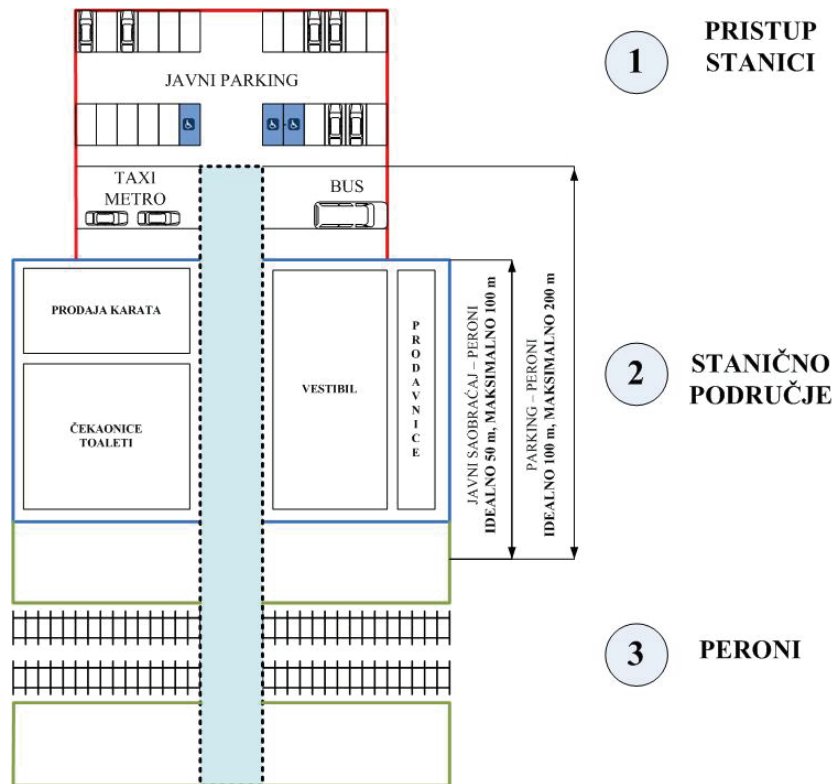 1
PRISTUP
STANICI
JAVNI PARKING
TAXI
METRO
BUS
PRODAJA KARATA
ČEKAONICE
TOALETI
VESTIBIL
PRODAVNICE
JAVNI SAOBRAĆAJ – PERONI
IDEALNO 50 m, MAKSIMALNO 100 m
PARKING – PERONI
IDEALNO 100 m, MAKSIMALNO 200 m
2
STANIČNO
PODRUČJE
3
PERONI